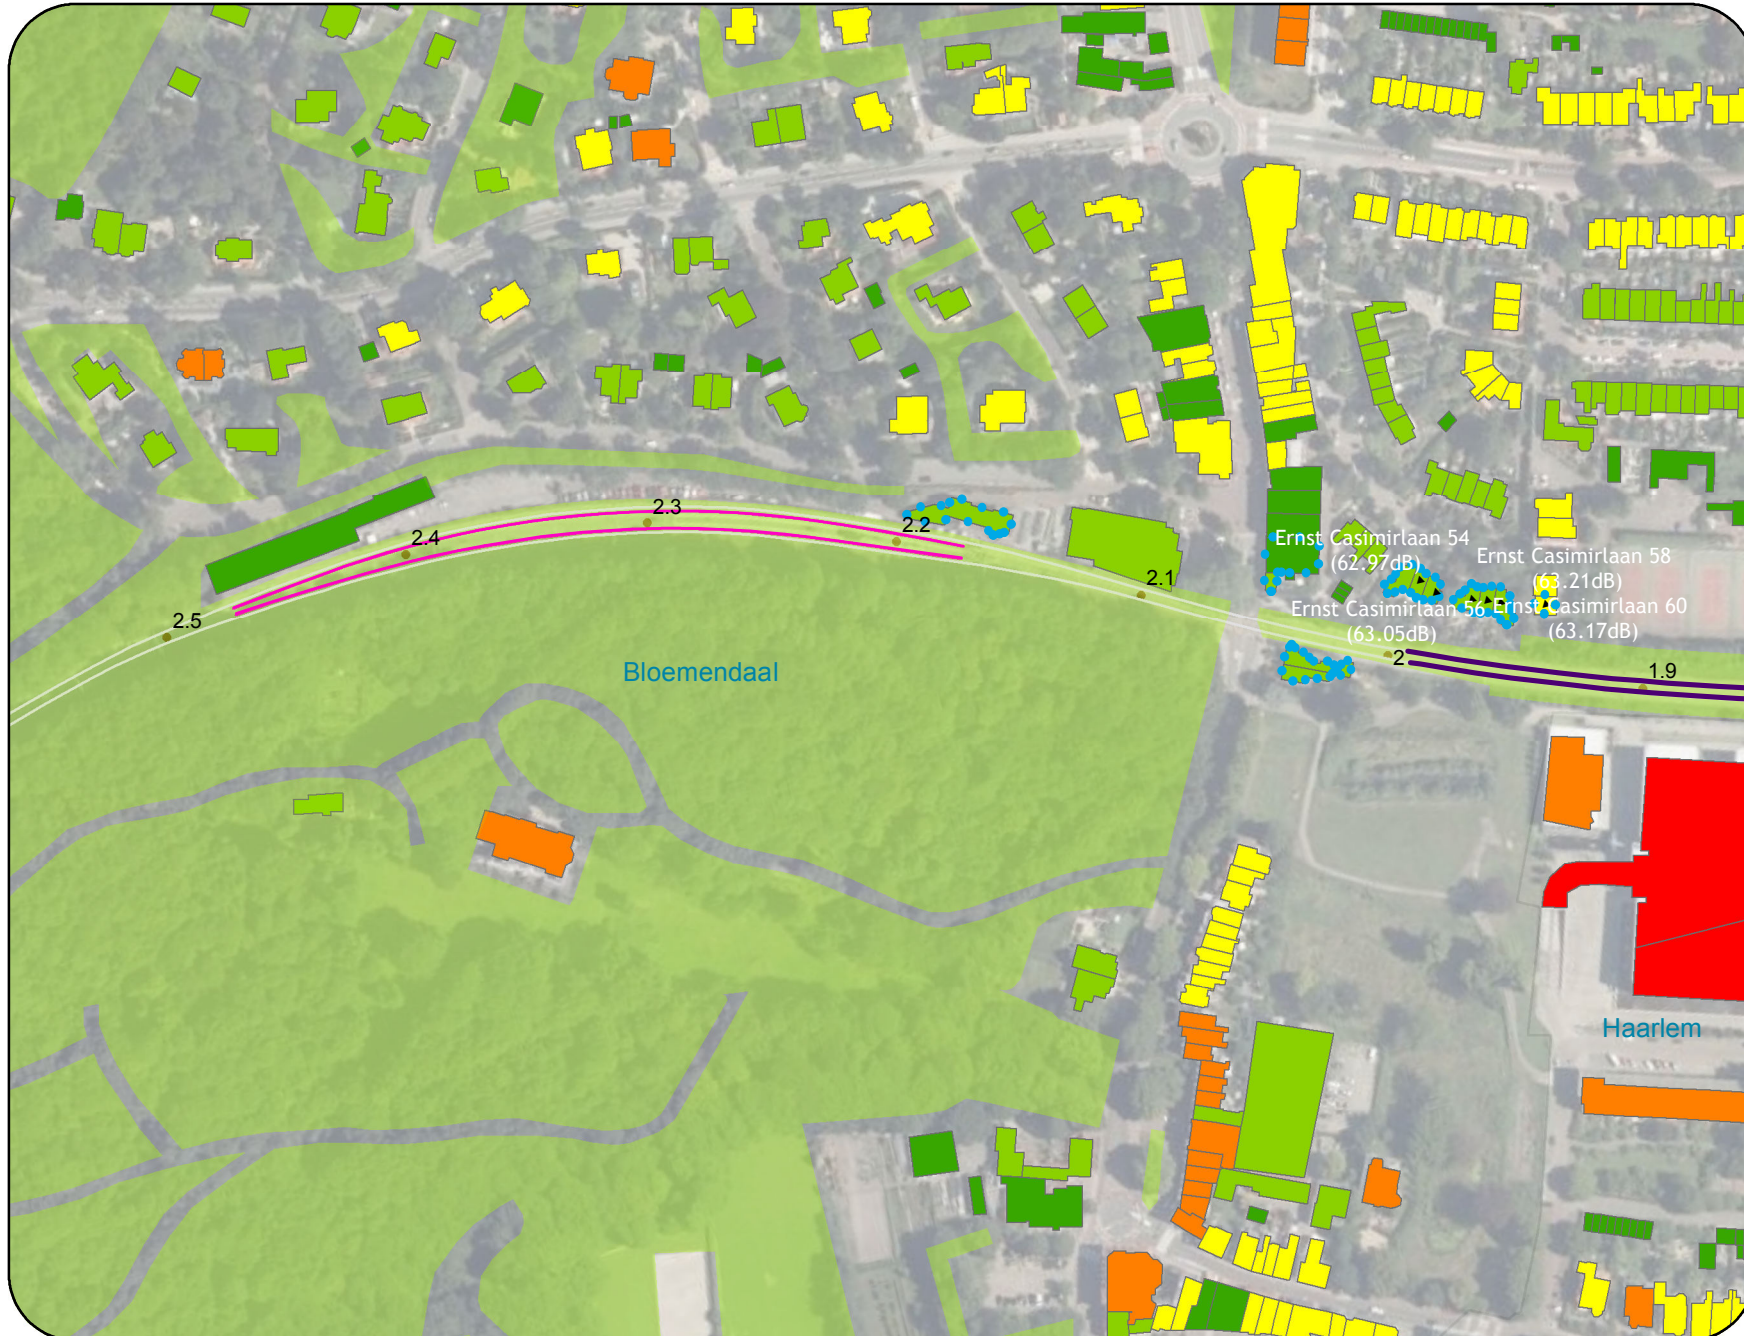 2.3
2.2
2.4
Ernst Casimirlaan 54
(62.97dB)
Ernst Casimirlaan 58
(63.21dB)
2.1
Ernst Casimirlaan 56
(63.05dB)
Ernst Casimirlaan 60
(63.17dB)
2.5
2
1.9
Bloemendaal
Haarlem